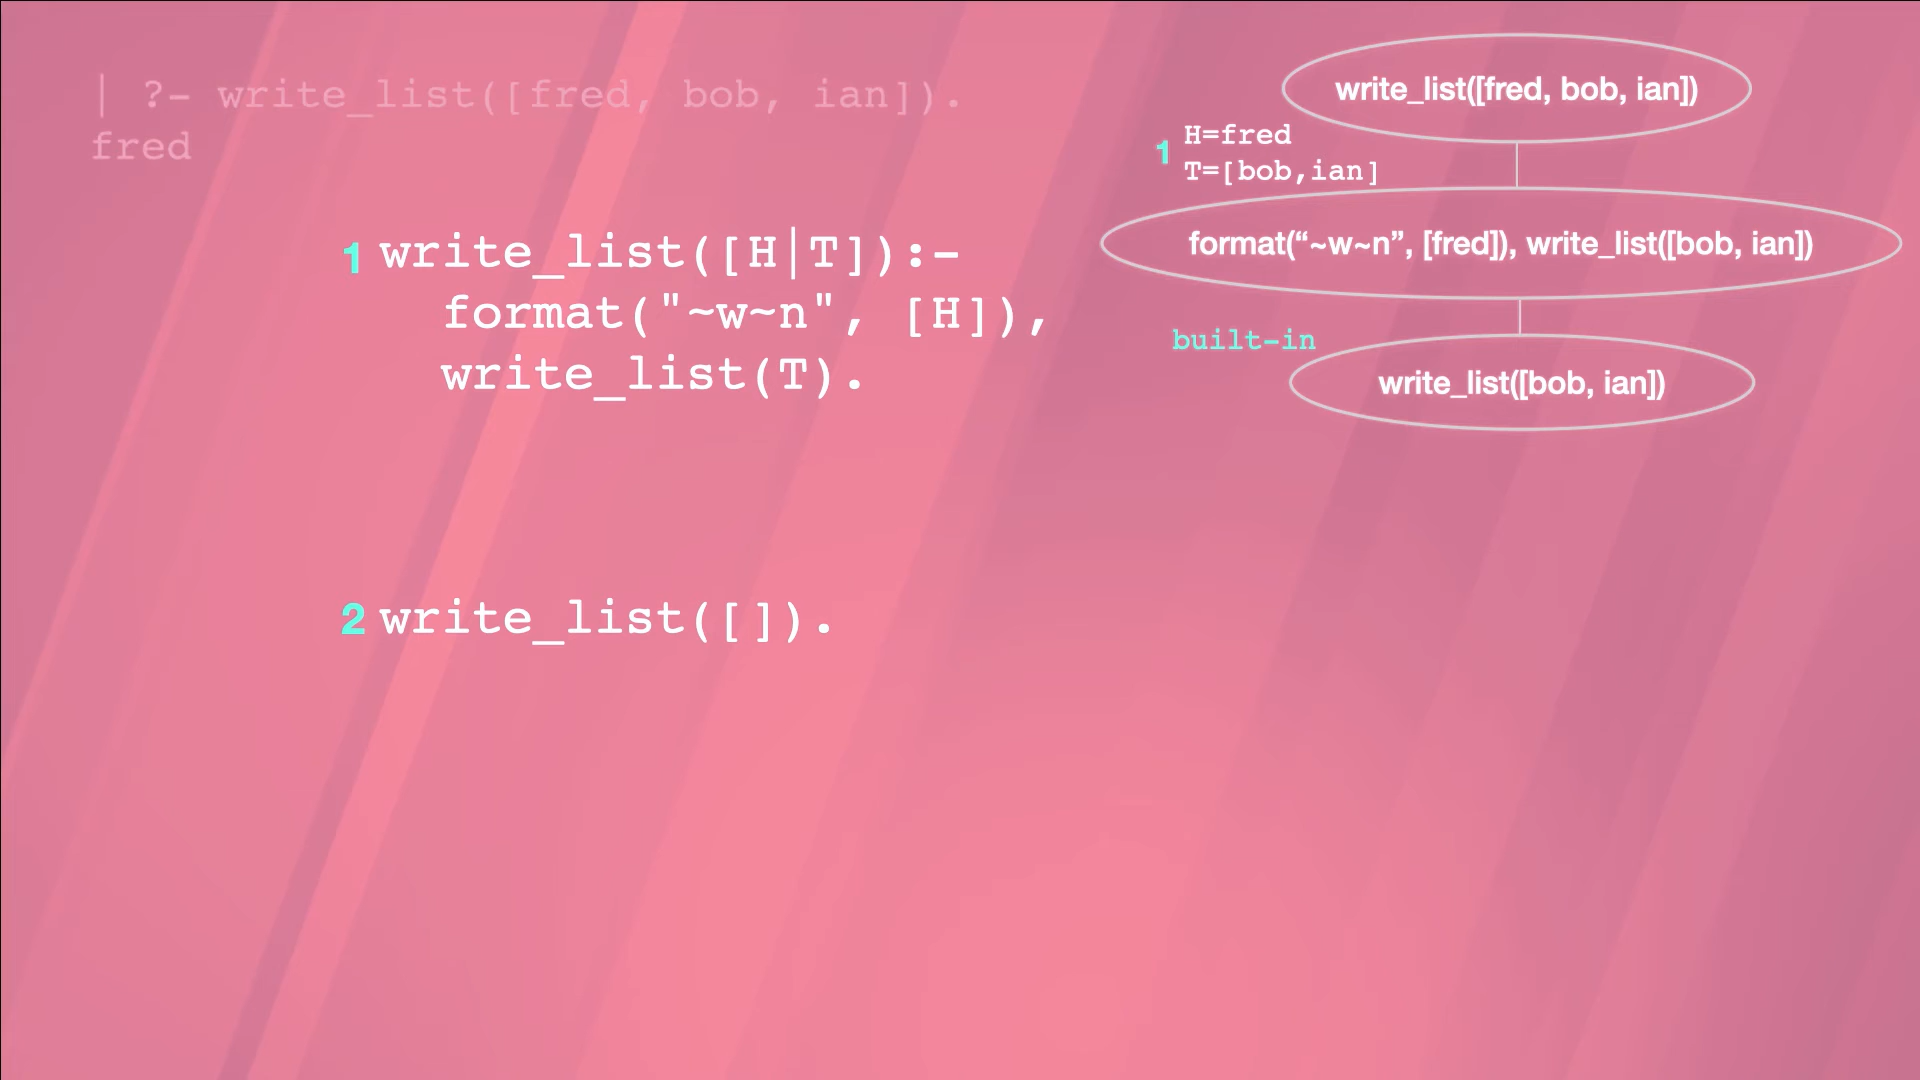 | ?- write_list([fred, bob, ian]).
fred
1 write_list([H|T]):-
format("~w~n", [H]),
write_list(T).
2 write_list([]).
write_list([fred, bob, ian])
1 H=fred
T=[bob,ian]
format(“~w~n”, [fred]), write_list([bob, ian])
built-in
write_list([bob, ian])